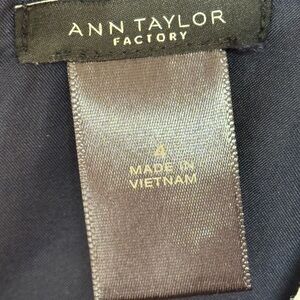 ANN TAYLOR
FACTORY
4
MADE IN
VIETNAM